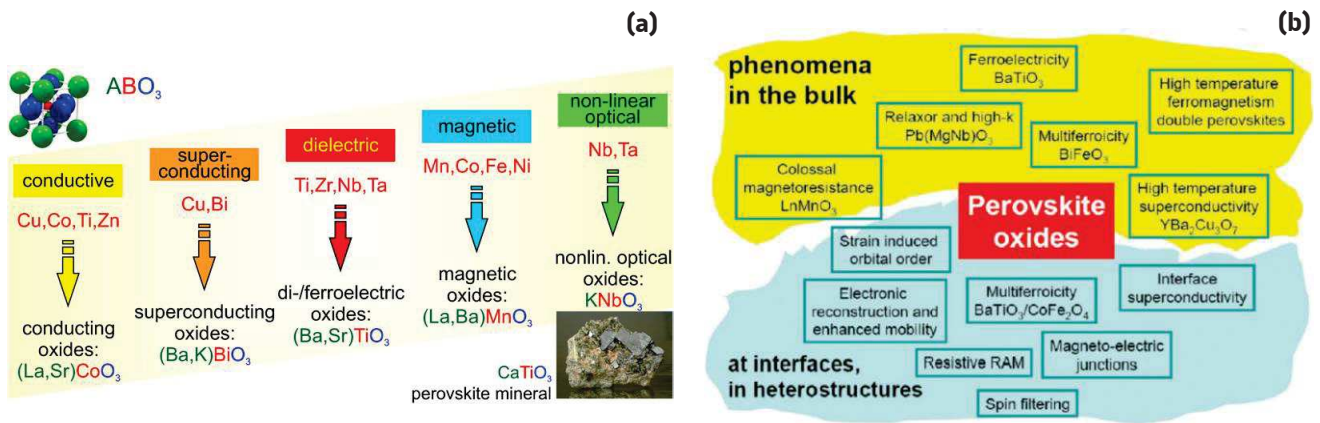 (a)
ABO₃
conductive
Cu,Co,Ti,Zn
conducting
oxides:
(La,Sr)CoO₃
super-
conducting
Cu,Bi
superconducting
oxides:
(Ba,K)BiO₃
dielectric
Ti,Zr,Nb,Ta
di-/ferroelectric
oxides:
(Ba,Sr)TiO₃
magnetic
Mn,Co,Fe,Ni
magnetic
oxides:
(La,Ba)MnO₃
non-linear
optical
Nb,Ta
nonlin. optical
oxides:
KNbO₃
CaTiO₃
perovskite mineral
(b)
phenomena
in the bulk
Ferroelectricity
BaTiO₃
High temperature
ferromagnetism
double perovskites
Relaxor and high-k
Pb(MgNb)O₃
Multiferroicity
BiFeO₃
Colossal
magnetoresistance
LnMnO₃
High temperature
superconductivity
YBa₂Cu₃O₇
Perovskite
oxides
Strain induced
orbital order
Interface
superconductivity
Electronic
reconstruction and
enhanced mobility
Multiferroicity
BaTiO₃/CoFe₂O₄
Magneto-electric
junctions
Resistive RAM
at interfaces,
in heterostructures
Spin filtering